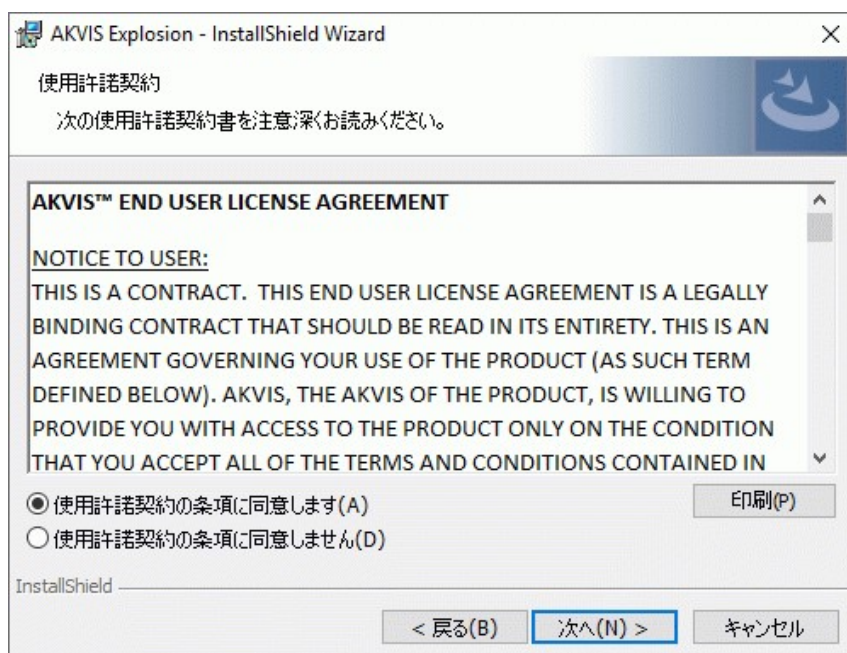 AKVIS Explosion - InstallShield Wizard
使用許諾契約
次の使用許諾契約書を注意深くお読みください。
AKVIS™ END USER LICENSE AGREEMENT
NOTICE TO USER:
THIS IS A CONTRACT.  THIS END USER LICENSE AGREEMENT IS A LEGALLY
BINDING CONTRACT THAT SHOULD BE READ IN ITS ENTIRETY. THIS IS AN
AGREEMENT GOVERNING YOUR USE OF THE PRODUCT (AS SUCH TERM
DEFINED BELOW). AKVIS, THE AKVIS OF THE PRODUCT, IS WILLING TO
PROVIDE YOU WITH ACCESS TO THE PRODUCT ONLY ON THE CONDITION
THAT YOU ACCEPT ALL OF THE TERMS AND CONDITIONS CONTAINED IN
使用許諾契約の条項に同意します(A)
印刷(P)
使用許諾契約の条項に同意しません(D)
InstallShield
< 戻る(B)
次へ(N) >
キャンセル